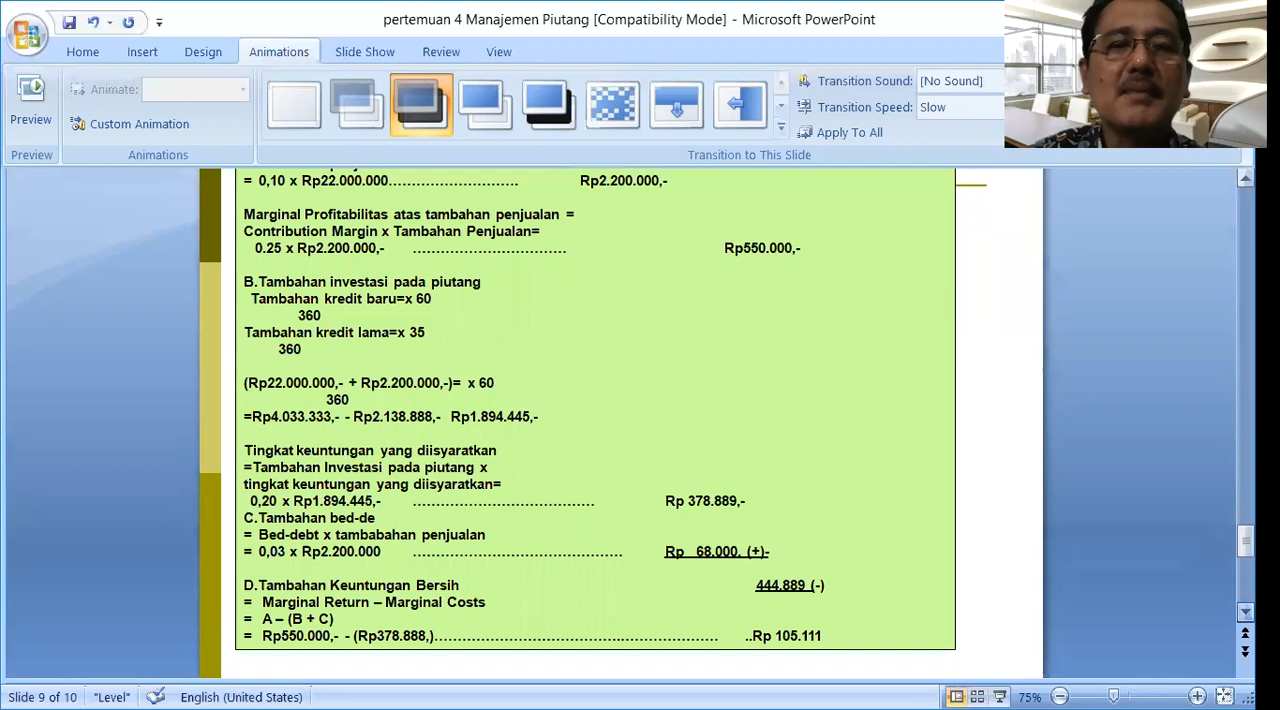 pertemuan 4 Manajemen Piutang [Compatibility Mode] - Microsoft PowerPoint
Home Insert Design Animations Slide Show Review View
Preview
Animate:
Custom Animation
Transition Sound: [No Sound]
Transition Speed: Slow
Apply To All
Preview Animations Transition to This Slide
= 0,10 x Rp22.000.000………………………. Rp2.200.000,-
Marginal Profitabilitas atas tambahan penjualan =
Contribution Margin x Tambahan Penjualan=
0.25 x Rp2.200.000,- ………………………….. Rp550.000,-
B.Tambahan investasi pada piutang
Tambahan kredit baru=x 60
360
Tambahan kredit lama=x 35
360
(Rp22.000.000,- + Rp2.200.000,-)= x 60
360
=Rp4.033.333,- - Rp2.138.888,- Rp1.894.445,-
Tingkat keuntungan yang diisyaratkan
=Tambahan Investasi pada piutang x
tingkat keuntungan yang diisyaratkan=
0,20 x Rp1.894.445,- ………………………………. Rp 378.889,-
C.Tambahan bed-de
= Bed-debt x tambabahan penjualan
= 0,03 x Rp2.200.000 …………………………………… Rp 68.000. (+)-
D.Tambahan Keuntungan Bersih 444.889 (-)
= Marginal Return – Marginal Costs
= A – (B + C)
= Rp550.000,- - (Rp378.888,)………………………………..……………… ..Rp 105.111
Slide 9 of 10 "Level" English (United States) 75%